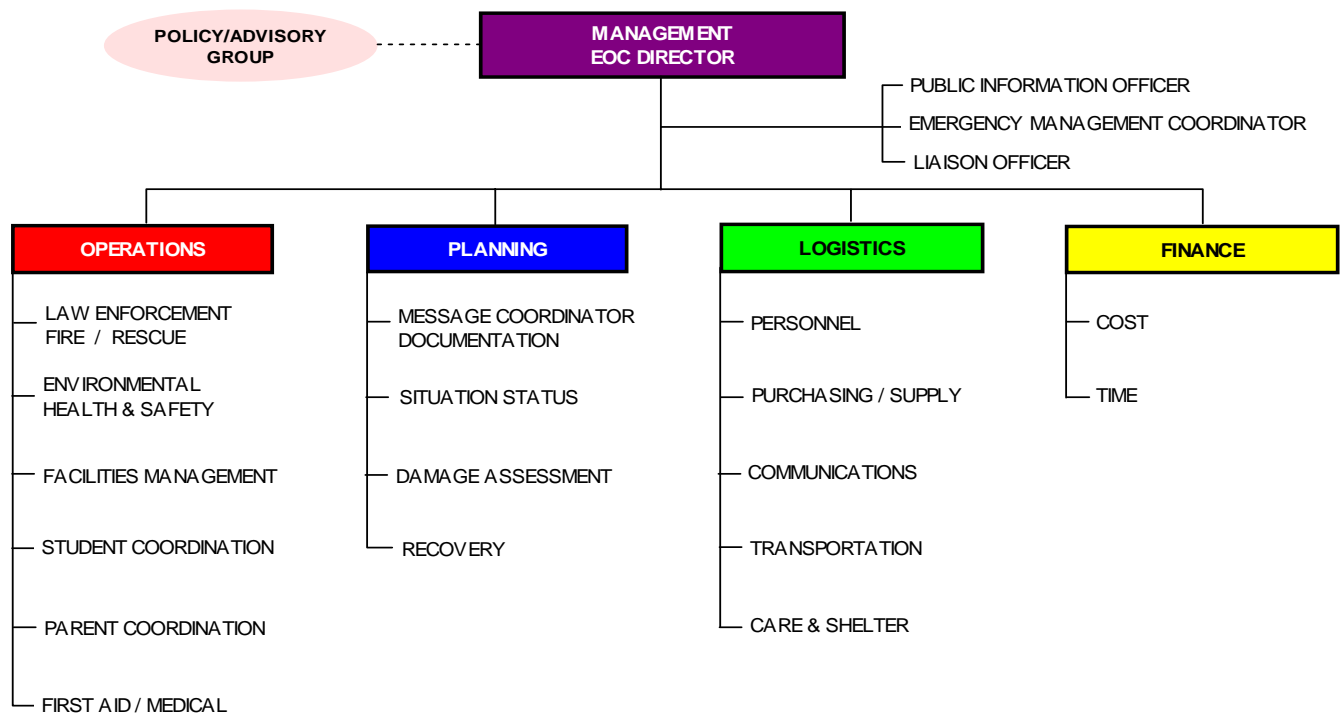 POLICY/ADVISORY
GROUP
MANAGEMENT
EOC DIRECTOR
PUBLIC INFORMATION OFFICER
EMERGENCY MANAGEMENT COORDINATOR
LIAISON OFFICER
OPERATIONS
LAW ENFORCEMENT
FIRE / RESCUE
ENVIRONMENTAL
HEALTH & SAFETY
FACILITIES MANAGEMENT
STUDENT COORDINATION
PARENT COORDINATION
FIRST AID / MEDICAL
PLANNING
MESSAGE COORDINATOR
DOCUMENTATION
SITUATION STATUS
DAMAGE ASSESSMENT
RECOVERY
LOGISTICS
PERSONNEL
PURCHASING / SUPPLY
COMMUNICATIONS
TRANSPORTATION
CARE & SHELTER
FINANCE
COST
TIME